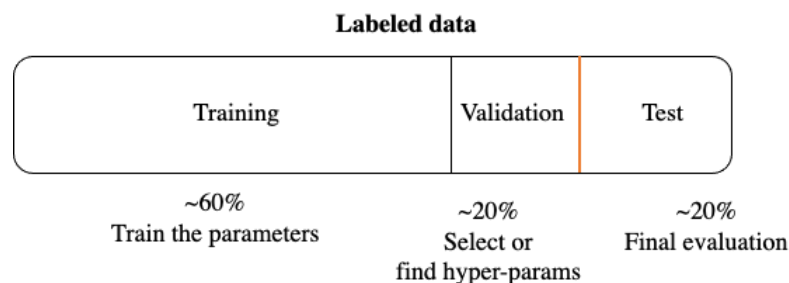 Labeled data
Training
Validation
Test
~60%
Train the parameters
~20%
Select or
find hyper-params
~20%
Final evaluation